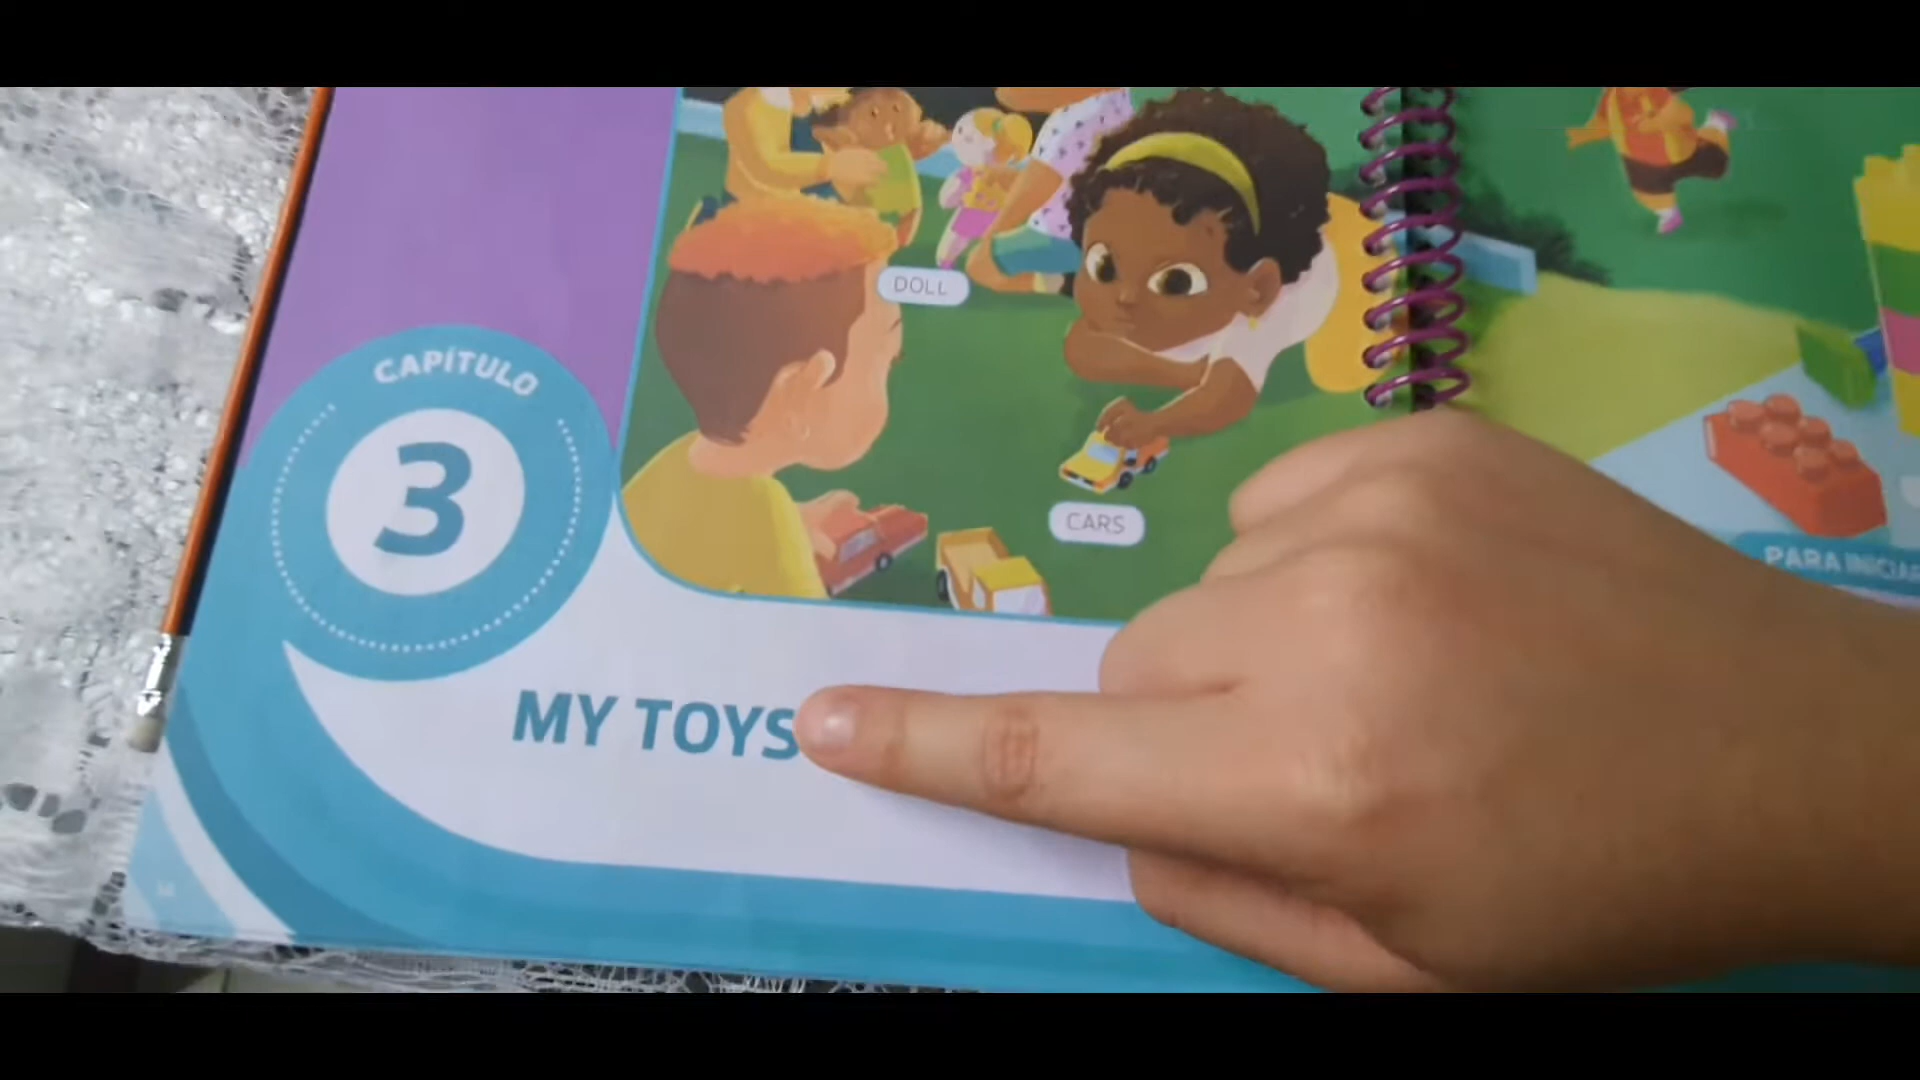 DOLL
CAPÍTULO
3
CARS
PARA INICIAR
MY TOYS